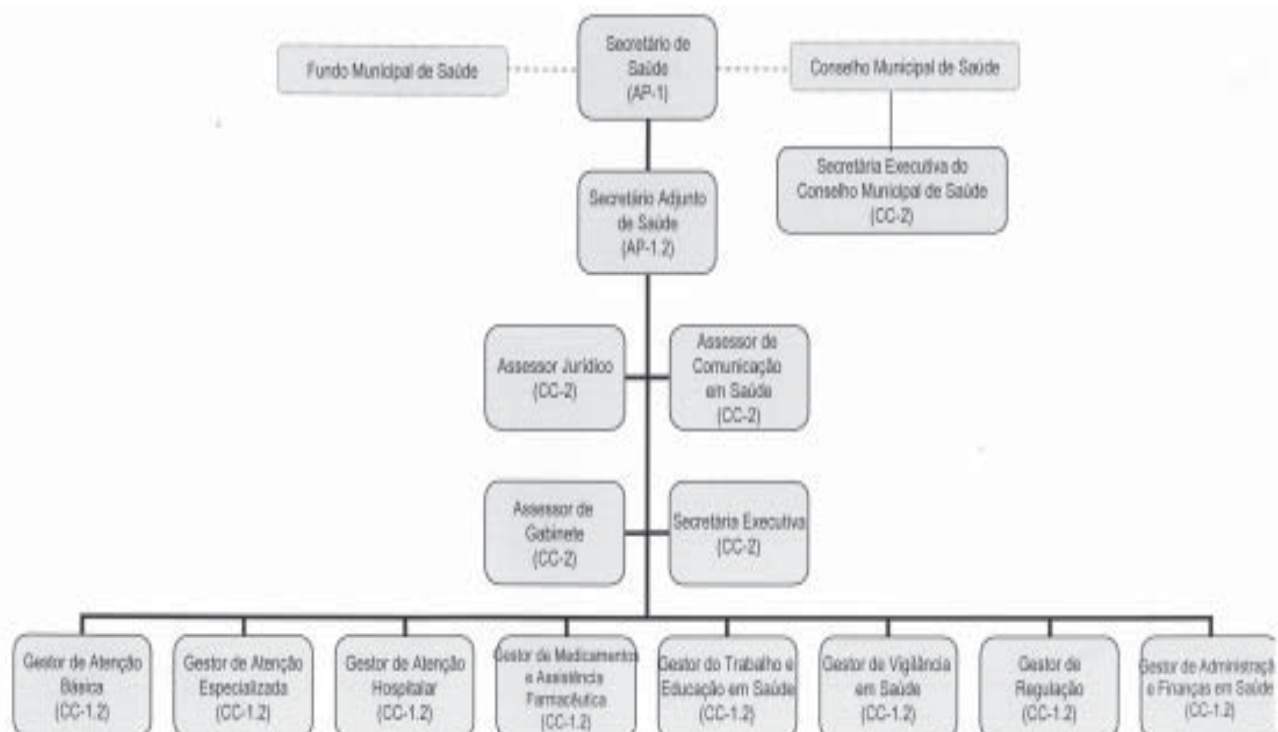 Secretário de
Saúde
(AP-1)
Fundo Municipal de Saúde
Conselho Municipal de Saúde
Secretária Executiva do
Conselho Municipal de Saúde
(CC-2)
Secretário Adjunto
de Saúde
(AP-1.2)
Assessor Jurídico
(CC-2)
Assessor de
Comunicação
em Saúde
(CC-2)
Assessor de
Gabinete
(CC-2)
Secretária Executiva
(CC-2)
Gestor de Atenção
Básica
(CC-1.2)
Gestor de Atenção
Especializada
(CC-1.2)
Gestor de Atenção
Hospitalar
(CC-1.2)
Gestor de Medicamentos
e Assistência
Farmacêutica
(CC-1.2)
Gestor do Trabalho e
Educação em Saúde
(CC-1.2)
Gestor de Vigilância
em Saúde
(CC-1.2)
Gestor de
Regulação
(CC-1.2)
Gestor de Administraçã
e Finanças em Saúde
(CC-1.2)